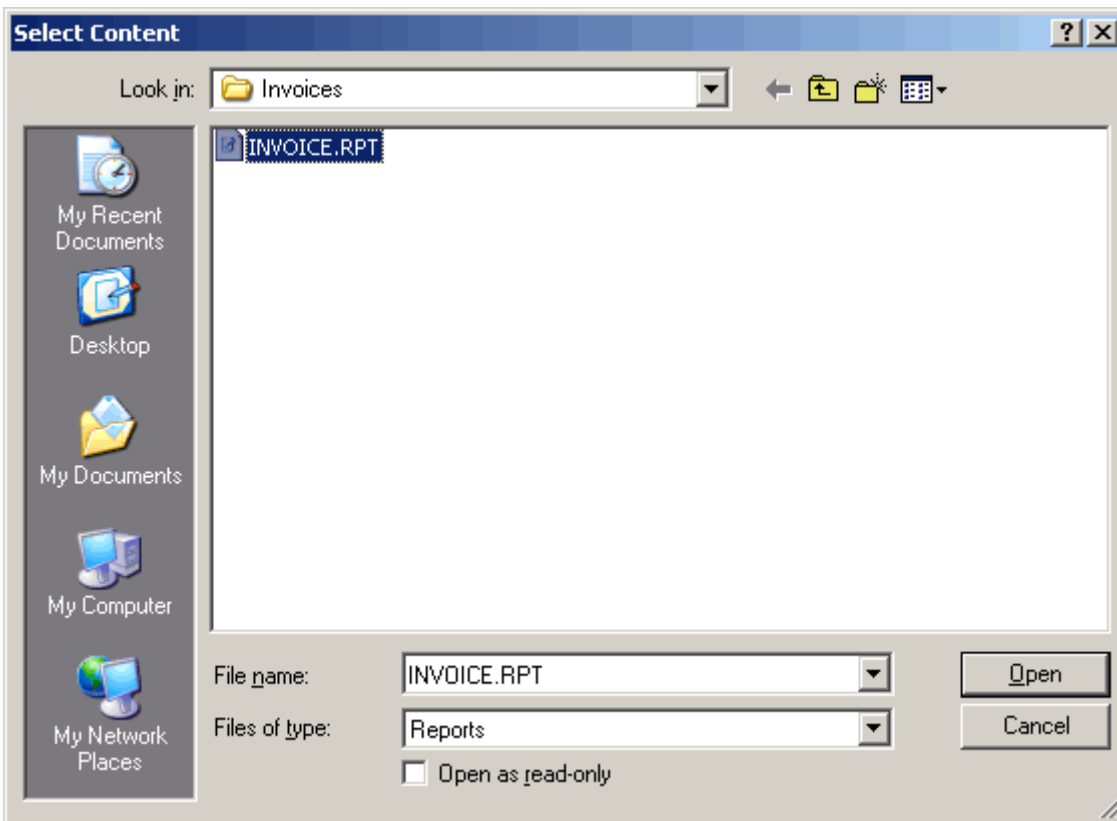 Select Content
Look in: Invoices
INVOICE.RPT
My Recent
Documents
Desktop
My Documents
My Computer
My Network
Places
File name: INVOICE.RPT Open
Files of type: Reports Cancel
Open as read-only